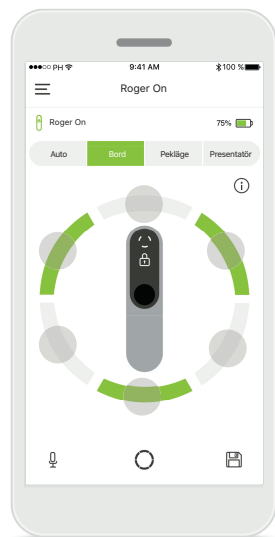 PH 9:41 AM 100 %
Roger On
Roger On 75%
Auto Bord Pekläge Presentatör